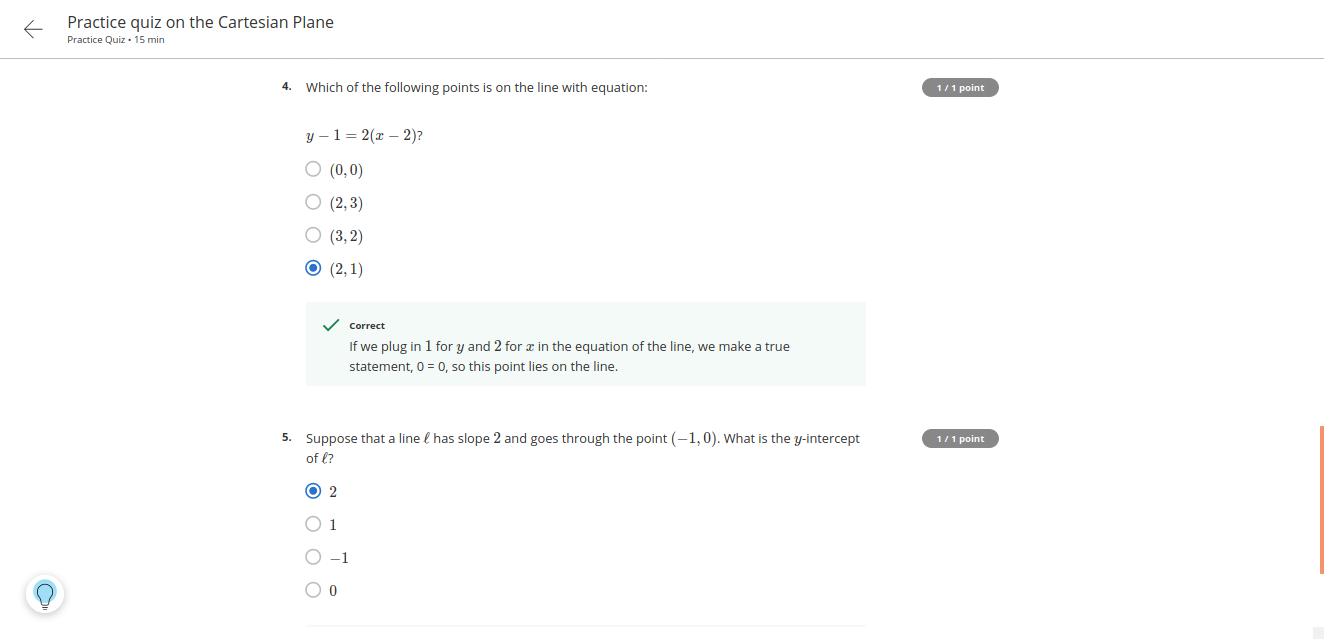 Practice quiz on the Cartesian Plane
Practice Quiz • 15 min
4. Which of the following points is on the line with equation:
1 / 1 point
y − 1 = 2(x − 2)?
(0, 0)
(2, 3)
(3, 2)
(2, 1)
Correct
If we plug in 1 for y and 2 for x in the equation of the line, we make a true
statement, 0 = 0, so this point lies on the line.
5. Suppose that a line ℓ has slope 2 and goes through the point (−1, 0). What is the y-intercept
of ℓ?
1 / 1 point
2
1
−1
0